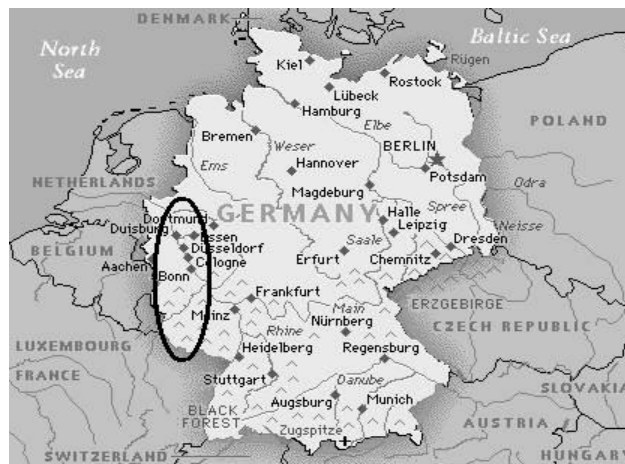 DENMARK
North
Sea
Baltic Sea
Kiel
Rügen
Rostock
Lübeck
Hamburg
Elbe
POLAND
Bremen
Weser
BERLIN
Ems
Hannover
Potsdam
NETHERLANDS
Magdeburg
Odra
Dortmund
GERMANY
Halle
Spree
Duisburg
Essen
Leipzig
Neisse
BELGIUM
Düsseldorf
Saale
Dresden
Aachen
Cologne
Erfurt
Chemnitz
Bonn
Frankfurt
ERZGEBIRGE
Mainz
Main
Nürnberg
CZECH REPUBLIC
LUXEMBOURG
Rhine
Heidelberg
Regensburg
FRANCE
Stuttgart
Danube
SLOVAKIA
Augsburg
Munich
BLACK
FOREST
Zugspitze
AUSTRIA
SWITZERLAND
HUNGARY